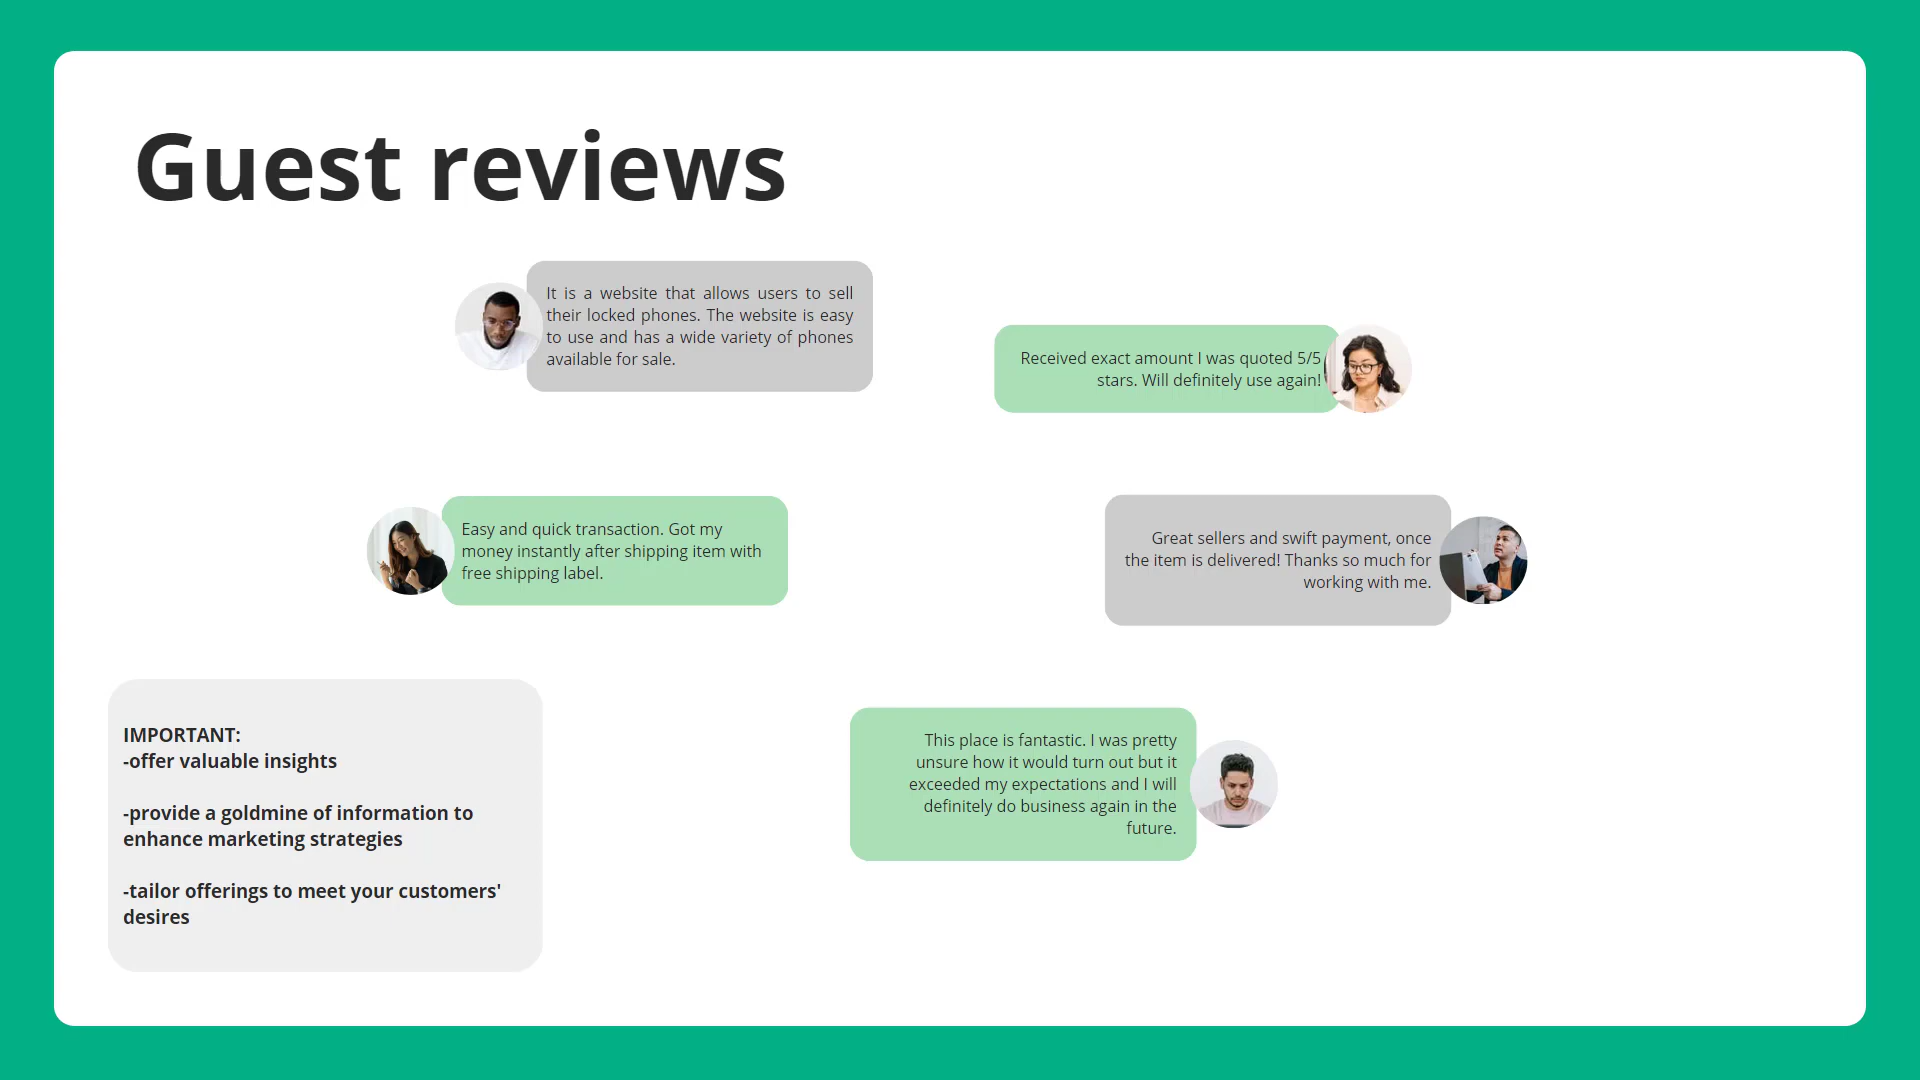 Guest reviews
It is a website that allows users to sell
their locked phones. The website is easy
to use and has a wide variety of phones
available for sale.
Received exact amount I was quoted 5/5
stars. Will definitely use again!
Easy and quick transaction. Got my
money instantly after shipping item with
free shipping label.
Great sellers and swift payment, once
the item is delivered! Thanks so much for
working with me.
IMPORTANT:
-offer valuable insights
-provide a goldmine of information to
enhance marketing strategies
-tailor offerings to meet your customers'
desires
This place is fantastic. I was pretty
unsure how it would turn out but it
exceeded my expectations and I will
definitely do business again in the
future.